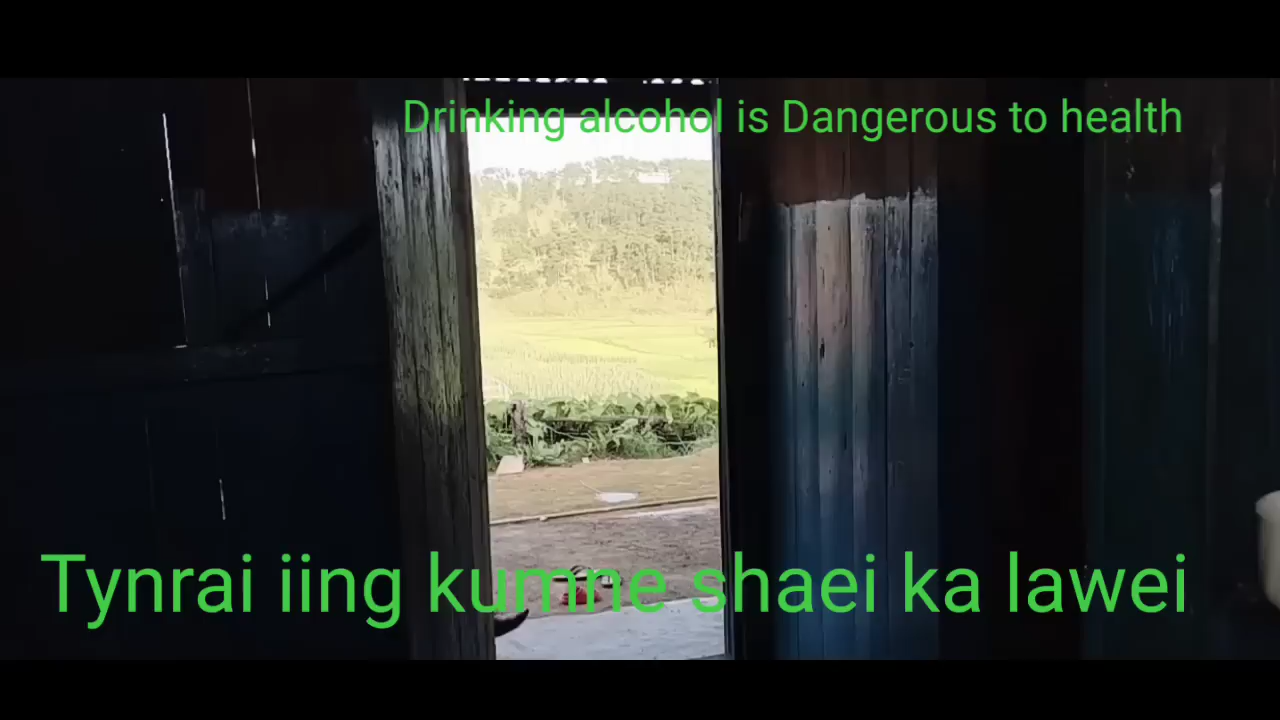 Drinking alcohol is Dangerous to health
Tynrai iing kumne shaei ka lawei